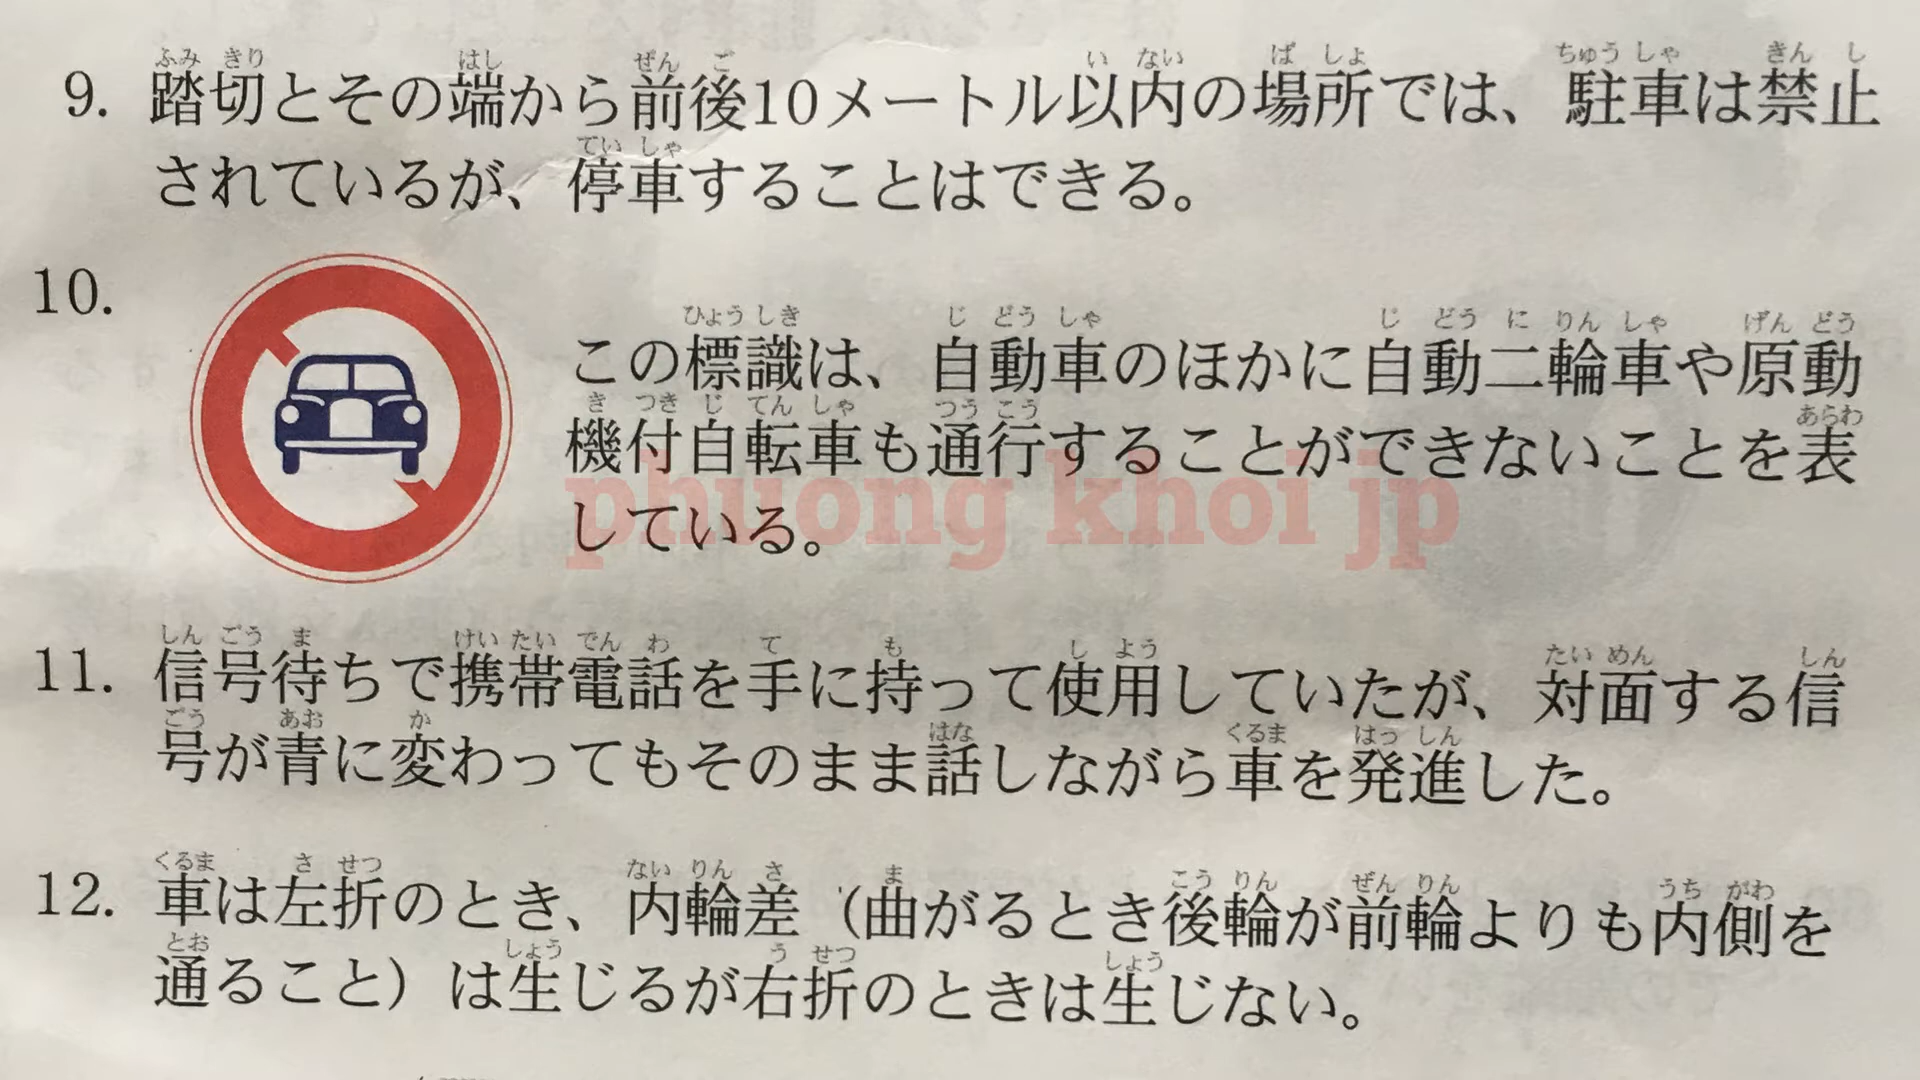 9. 踏切とその端から前後10メートル以内の場所では、駐車は禁止
されているが、停車することはできる。
10.
この標識は、自動車のほかに自動二輪車や原動
機付自転車も通行することができないことを表
している。
phuong khoi jp
11. 信号待ちで携帯電話を手に持って使用していたが、対面する信
号が青に変わってもそのまま話しながら車を発進した。
12. 車は左折のとき、内輪差（曲がるとき後輪が前輪よりも内側を
通ること）は生じるが右折のときは生じない。